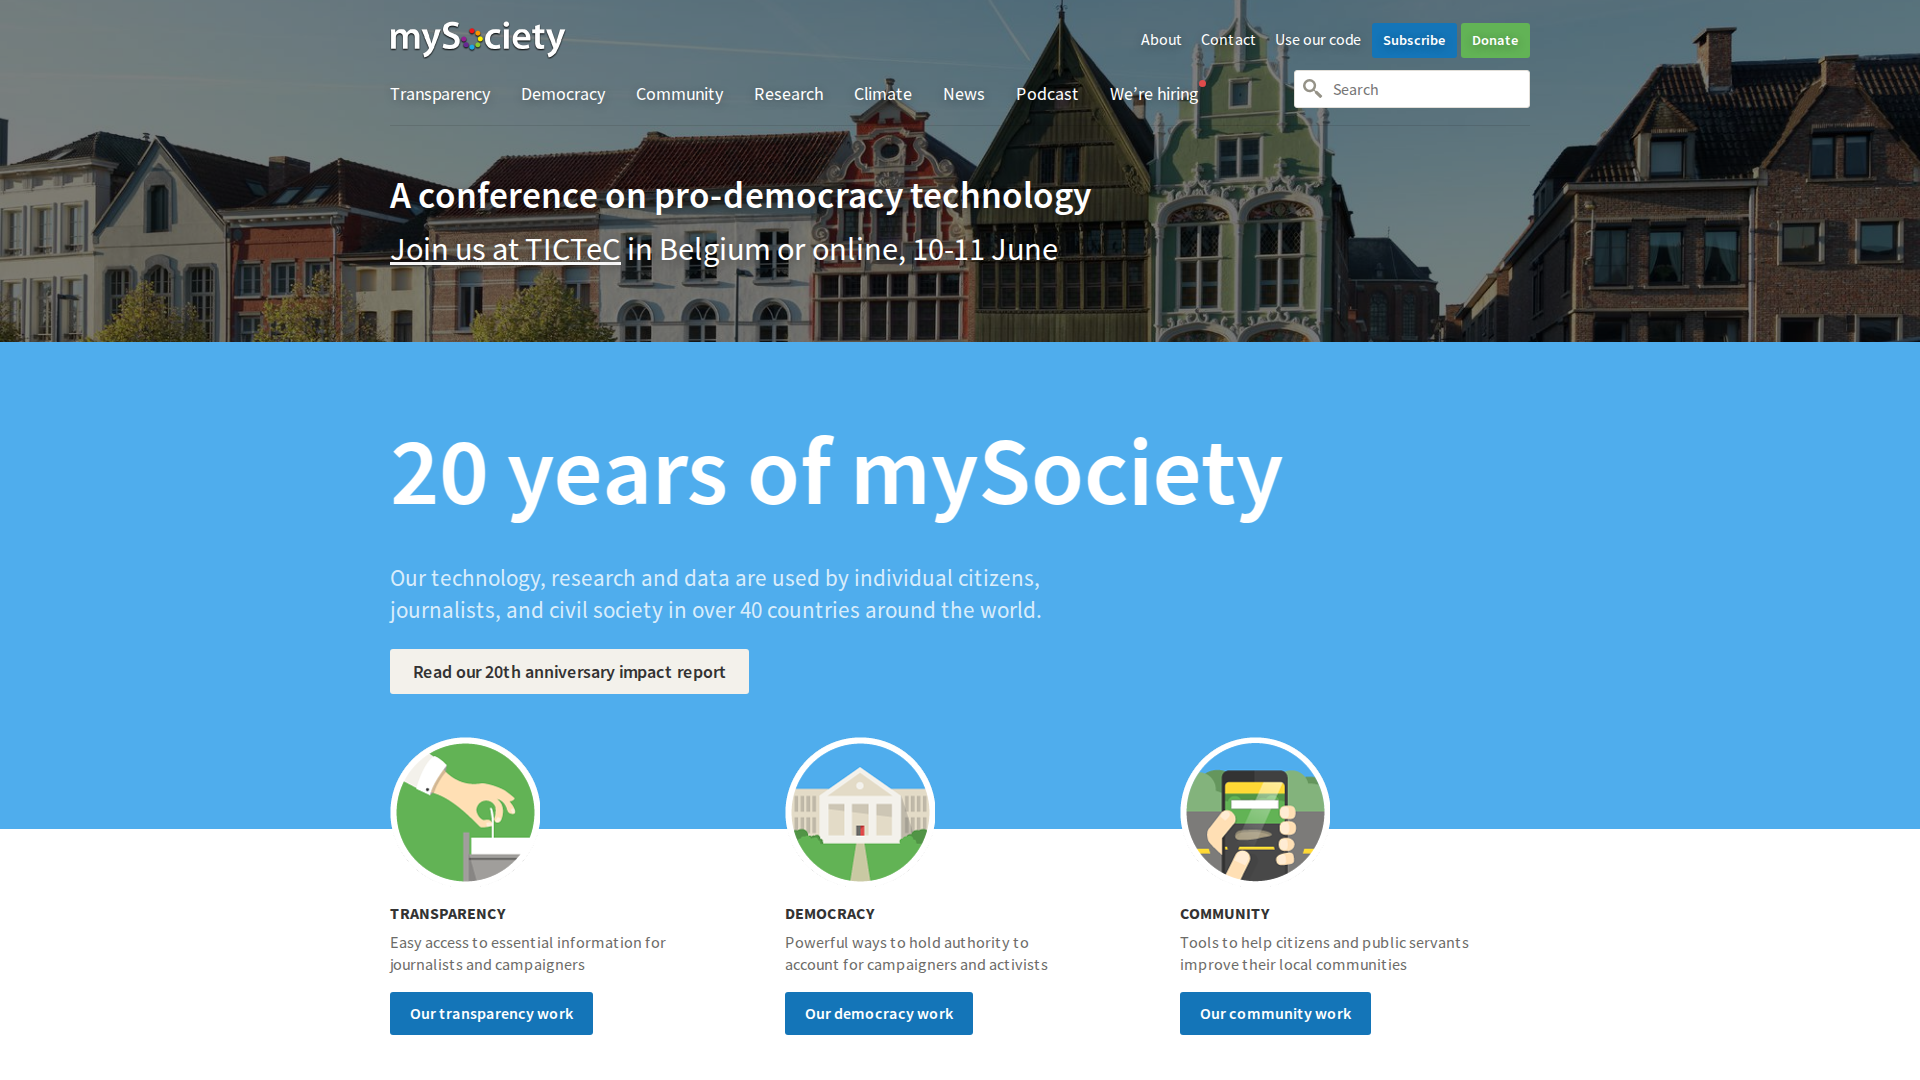 mySociety
About
Contact
Use our code
Subscribe
Donate
Transparency
Democracy
Community
Research
Climate
News
Podcast
We’re hiring
Search
A conference on pro-democracy technology
Join us at TICTeC in Belgium or online, 10-11 June
20 years of mySociety
Our technology, research and data are used by individual citizens,
journalists, and civil society in over 40 countries around the world.
Read our 20th anniversary impact report
TRANSPARENCY
Easy access to essential information for
journalists and campaigners
Our transparency work
DEMOCRACY
Powerful ways to hold authority to
account for campaigners and activists
Our democracy work
COMMUNITY
Tools to help citizens and public servants
improve their local communities
Our community work